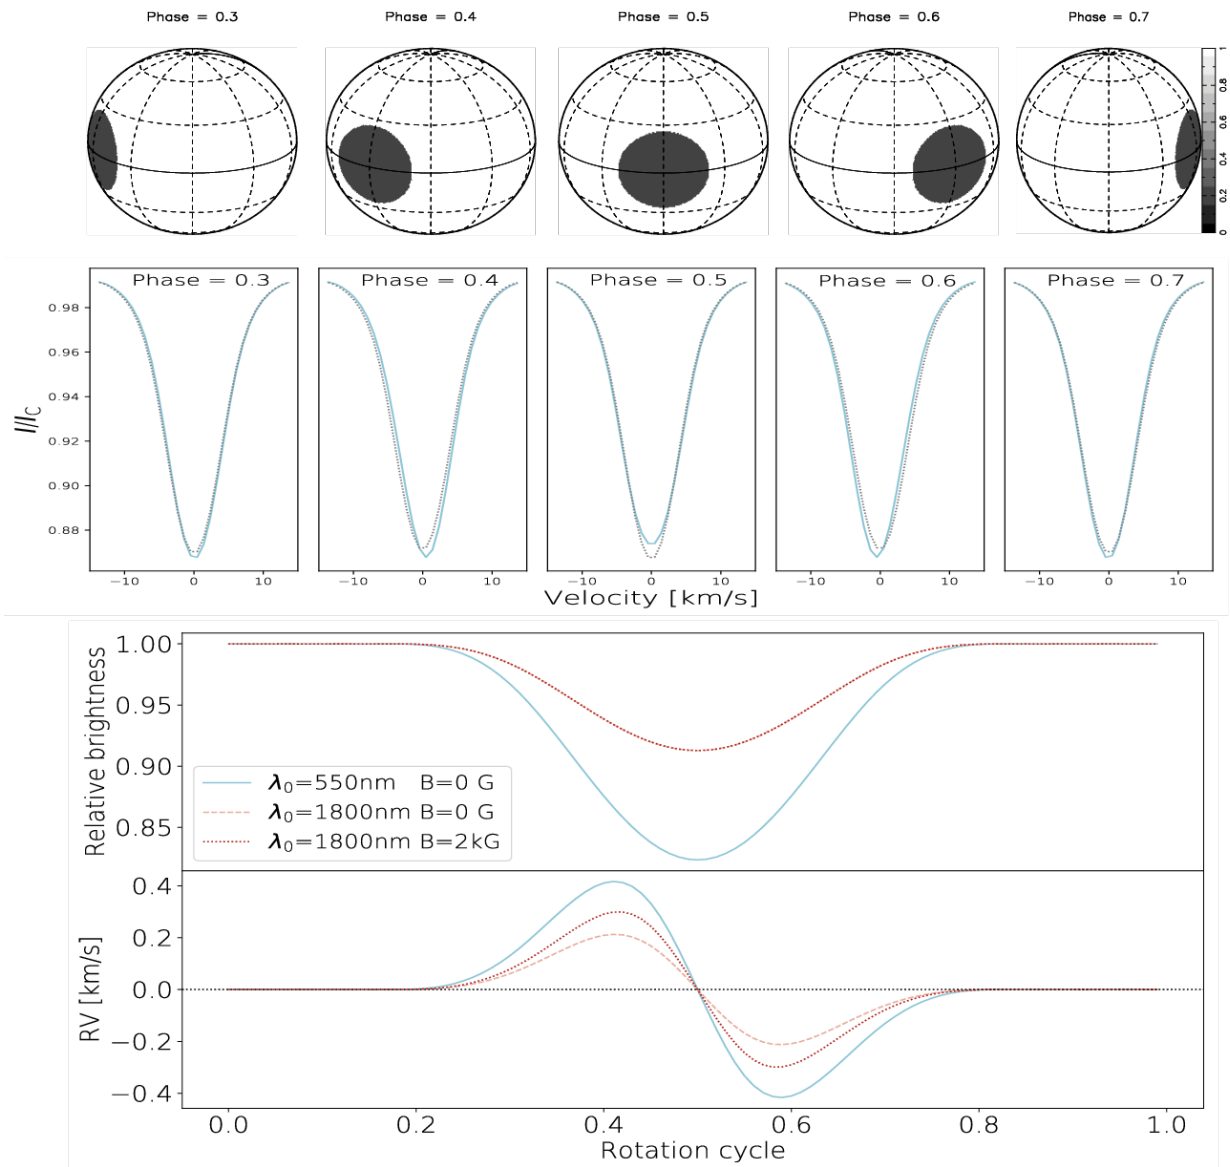 Phase = 0.3 Phase = 0.4 Phase = 0.5 Phase = 0.6 Phase = 0.7
1
0.8
0.6
0.4
0.2
0
Phase = 0.3 Phase = 0.4 Phase = 0.5 Phase = 0.6 Phase = 0.7
0.98
0.96
0.94
0.92
0.90
0.88
I/I_C
−10 0 10 −10 0 10 −10 0 10 −10 0 10 −10 0 10
Velocity [km/s]
1.00
0.95
0.90
0.85
Relative brightness
λ₀=550nm B=0 G
λ₀=1800nm B=0 G
λ₀=1800nm B=2kG
0.4
0.2
0.0
−0.2
−0.4
RV [km/s]
0.0 0.2 0.4 0.6 0.8 1.0
Rotation cycle